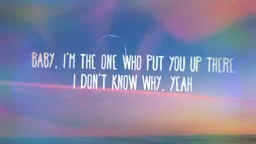 BABY, I'M THE ONE WHO PUT YOU UP THERE
I DON'T KNOW WHY, YEAH